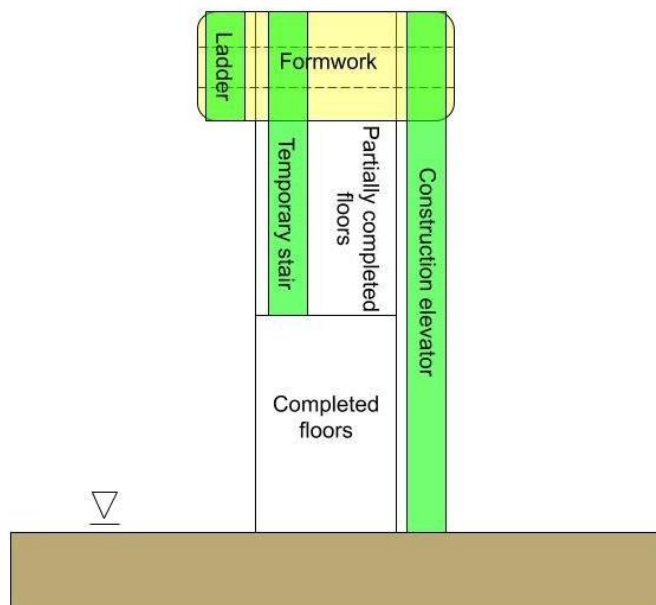 Ladder
Formwork
Temporary stair
Partially completed
floors
Construction elevator
Completed
floors